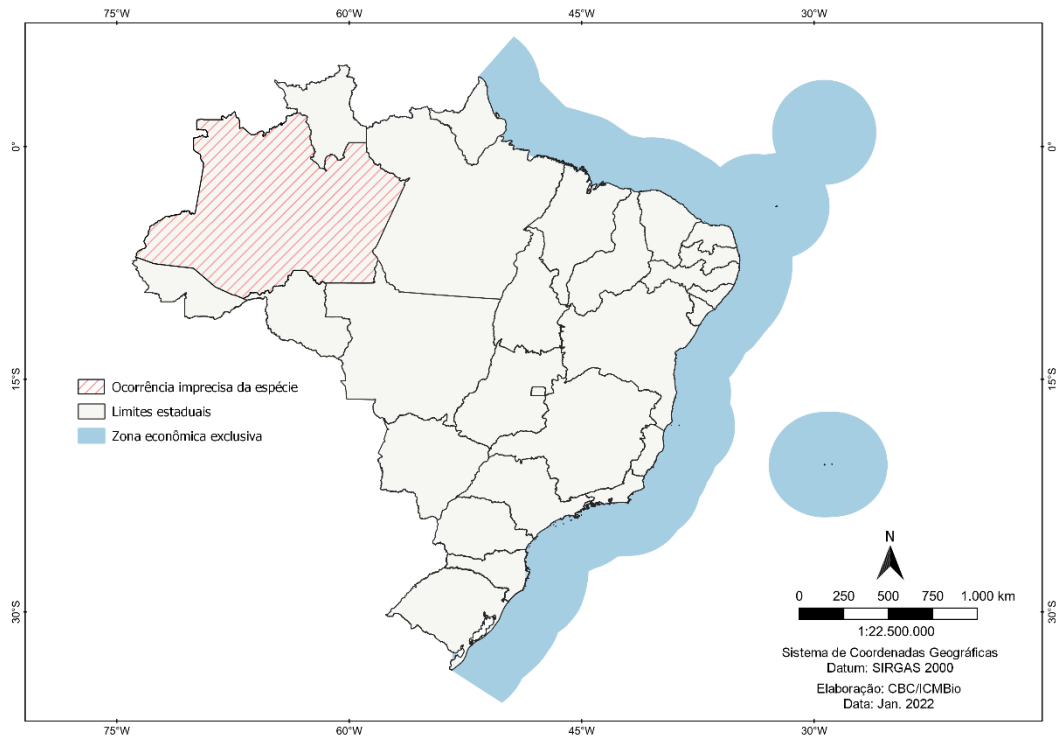 75°W 60°W 45°W 30°W
0° 0°
15°S 15°S
30°S 30°S
Ocorrência imprecisa da espécie
Limites estaduais
Zona econômica exclusiva
N
0 250 500 750 1.000 km
1:22.500.000
Sistema de Coordenadas Geográficas
Datum: SIRGAS 2000
Elaboração: CBC/ICMBio
Data: Jan. 2022
75°W 60°W 45°W 30°W